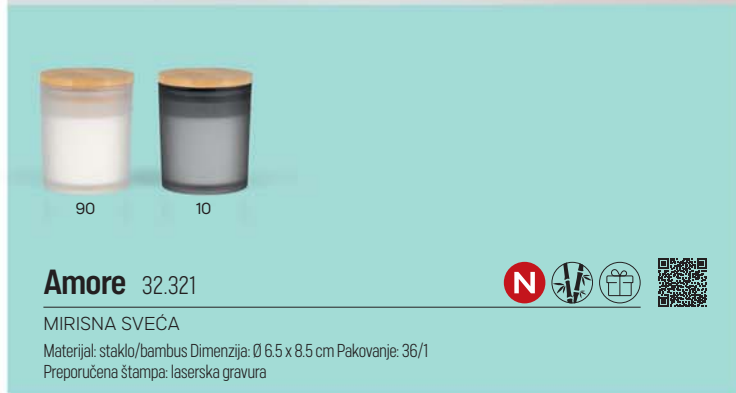 90 10
Amore 32.321 N
MIRISNA SVEĆA
Materijal: staklo/bambus Dimenzija: Ø 6.5 x 8.5 cm Pakovanje: 36/1
Preporučena štampa: laserska gravura